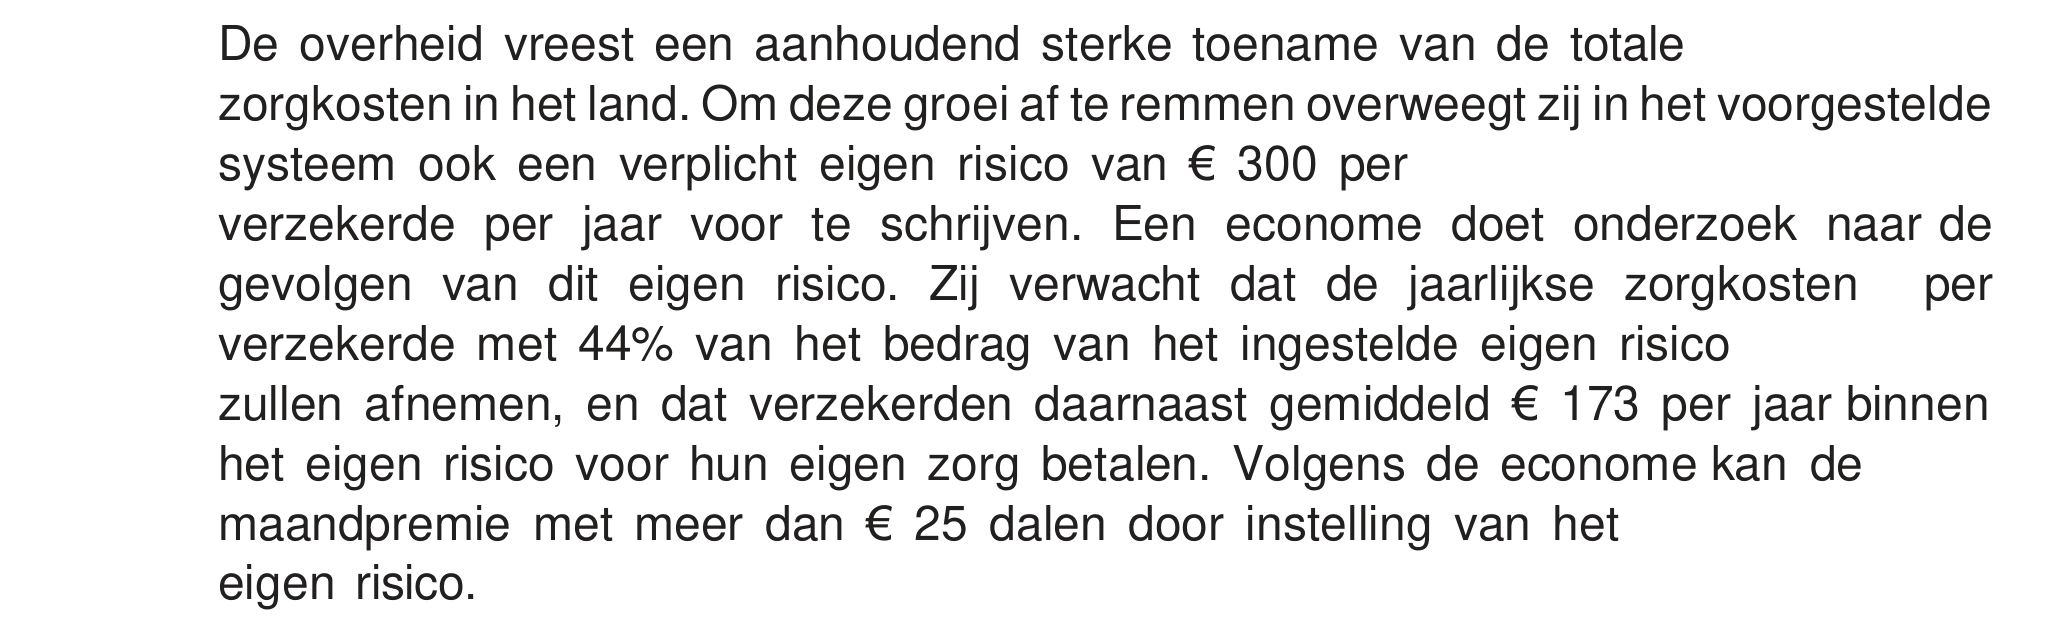 De overheid vreest een aanhoudend sterke toename van de totale
zorgkosten in het land. Om deze groei af te remmen overweegt zij in het voorgestelde
systeem ook een verplicht eigen risico van € 300 per
verzekerde per jaar voor te schrijven. Een econome doet onderzoek naar de
gevolgen van dit eigen risico. Zij verwacht dat de jaarlijkse zorgkosten per
verzekerde met 44% van het bedrag van het ingestelde eigen risico
zullen afnemen, en dat verzekerden daarnaast gemiddeld € 173 per jaar binnen
het eigen risico voor hun eigen zorg betalen. Volgens de econome kan de
maandpremie met meer dan € 25 dalen door instelling van het
eigen risico.